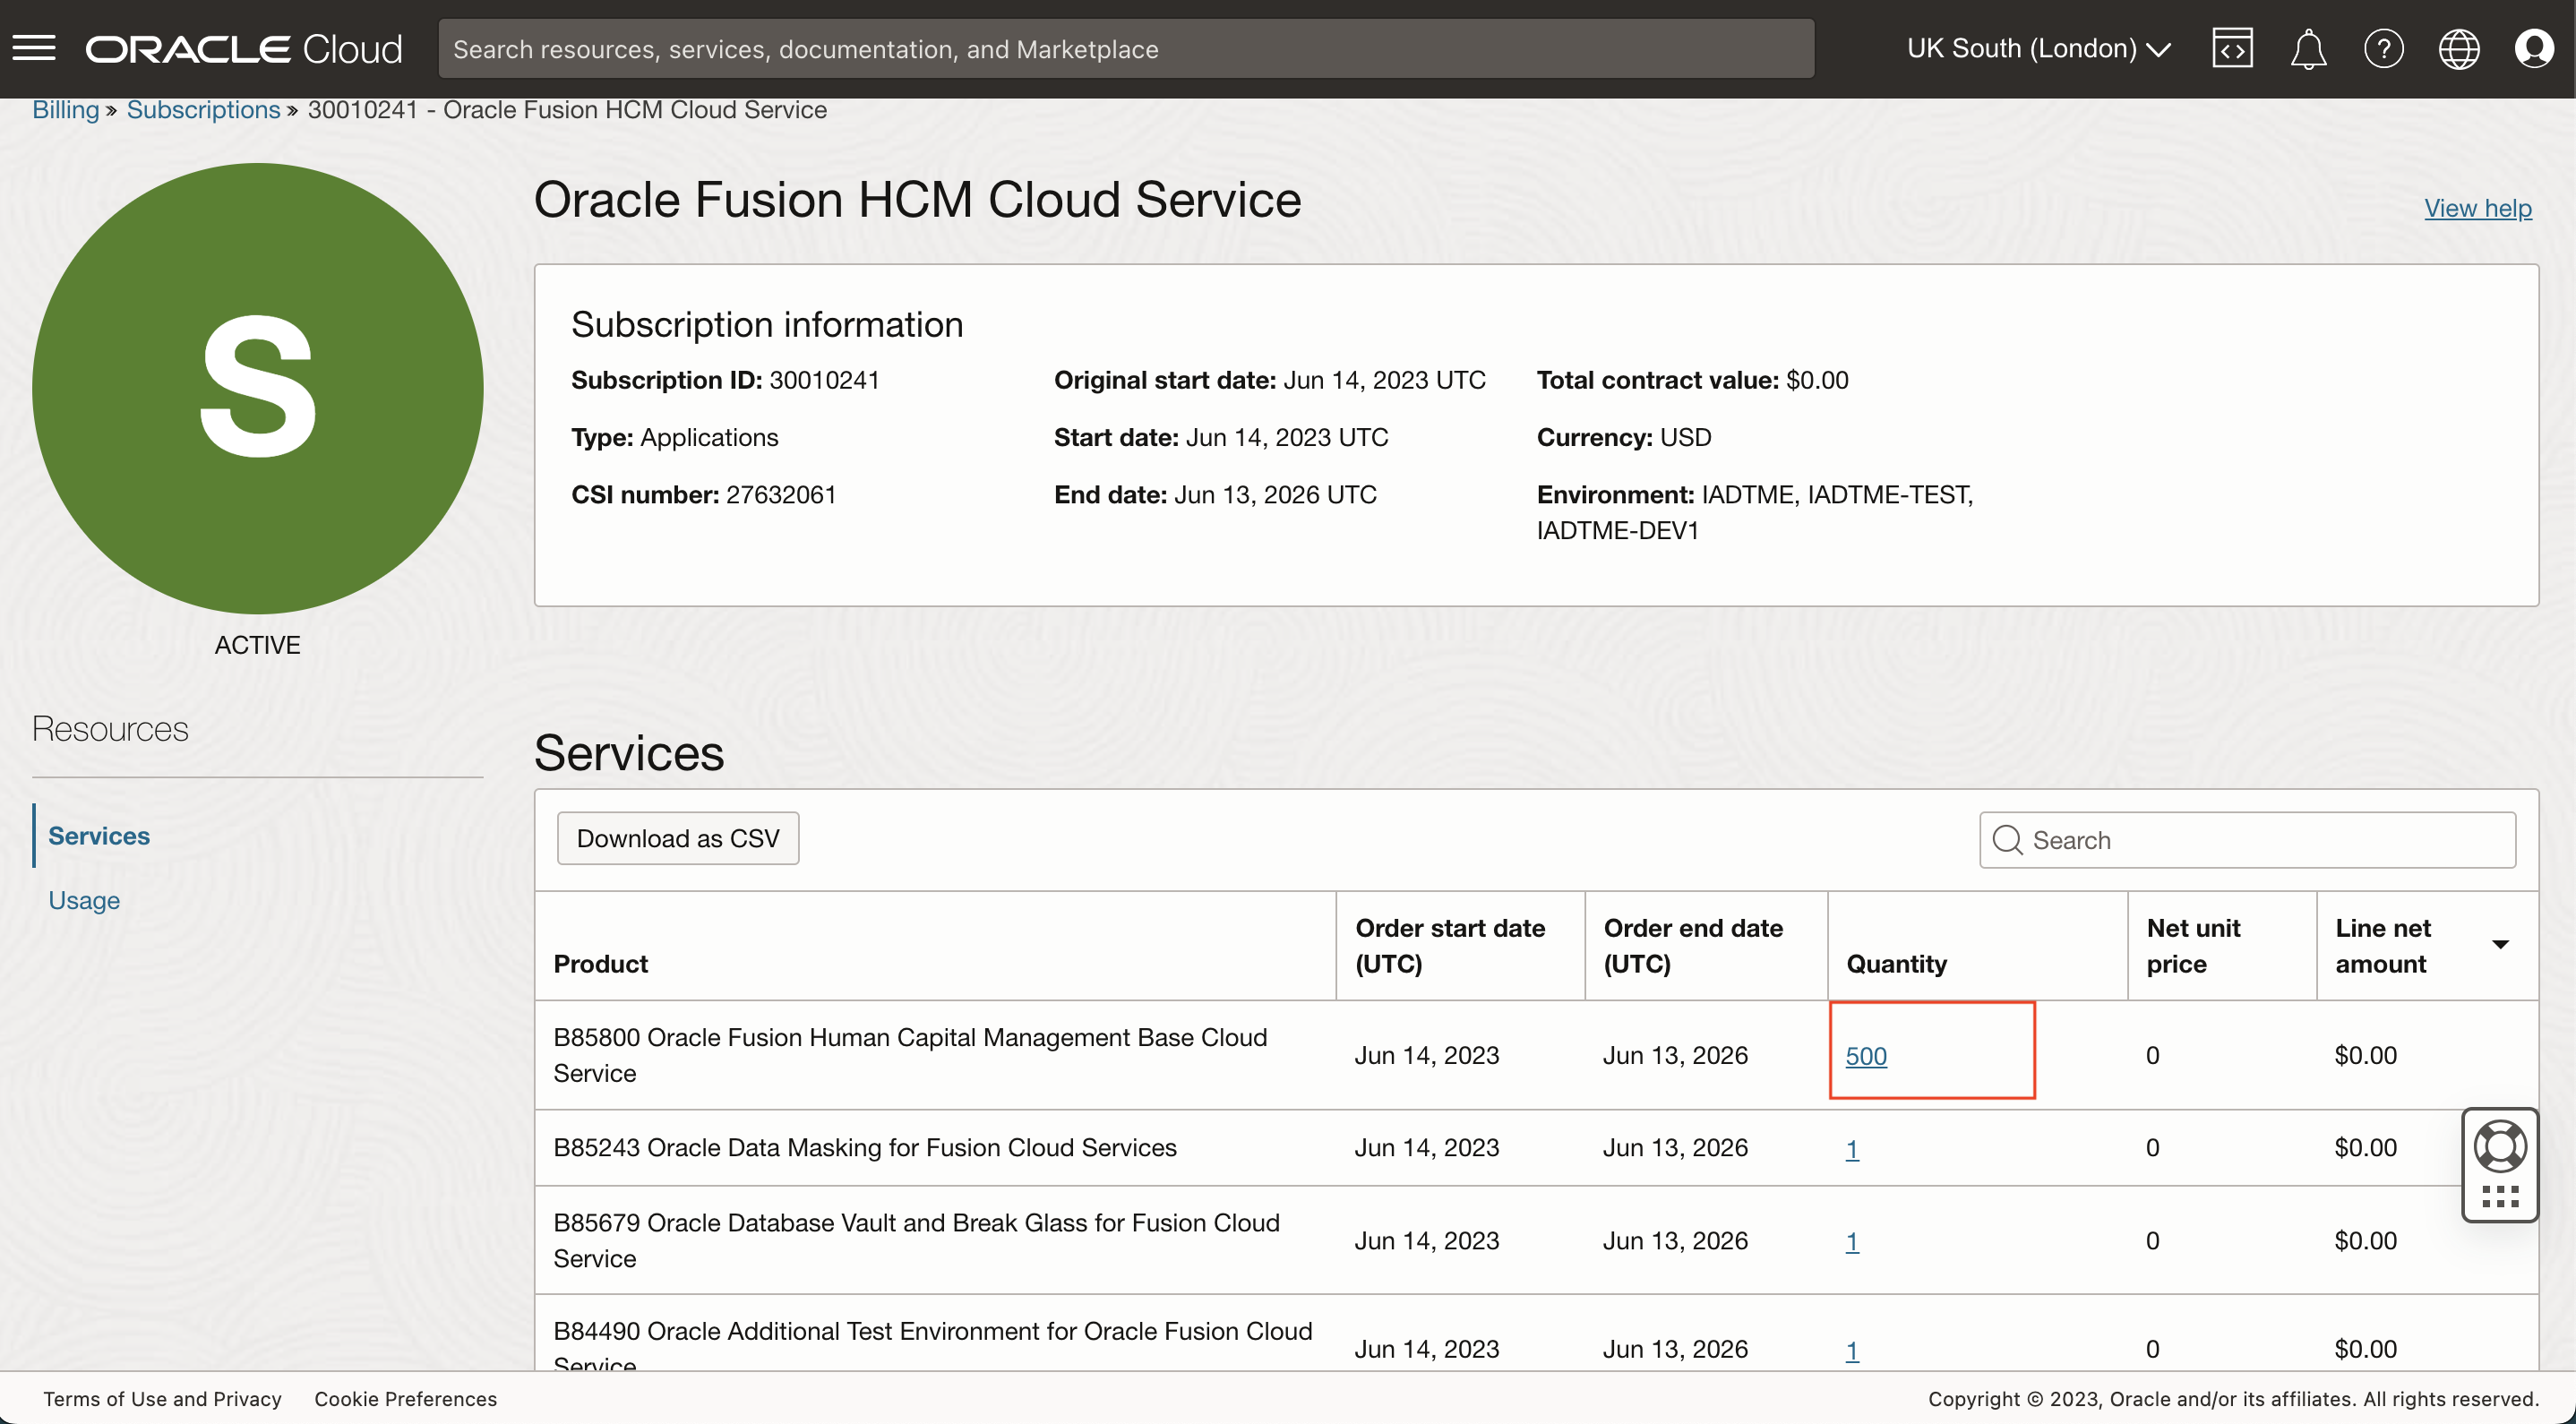 ORACLE Cloud
Search resources, services, documentation, and Marketplace
UK South (London)
Billing » Subscriptions » 30010241 - Oracle Fusion HCM Cloud Service
S
ACTIVE
Oracle Fusion HCM Cloud Service
View help
Subscription information
Subscription ID: 30010241
Original start date: Jun 14, 2023 UTC
Total contract value: $0.00
Type: Applications
Start date: Jun 14, 2023 UTC
Currency: USD
CSI number: 27632061
End date: Jun 13, 2026 UTC
Environment: IADTME, IADTME-TEST,
IADTME-DEV1
Resources
Services
Usage
Services
Download as CSV
Search
Product
Order start date
(UTC)
Order end date
(UTC)
Quantity
Net unit
price
Line net
amount
B85800 Oracle Fusion Human Capital Management Base Cloud
Service
Jun 14, 2023
Jun 13, 2026
500
0
$0.00
B85243 Oracle Data Masking for Fusion Cloud Services
Jun 14, 2023
Jun 13, 2026
1
0
$0.00
B85679 Oracle Database Vault and Break Glass for Fusion Cloud
Service
Jun 14, 2023
Jun 13, 2026
1
0
$0.00
B84490 Oracle Additional Test Environment for Oracle Fusion Cloud
Service
Jun 14, 2023
Jun 13, 2026
1
0
$0.00
Terms of Use and Privacy
Cookie Preferences
Copyright © 2023, Oracle and/or its affiliates. All rights reserved.